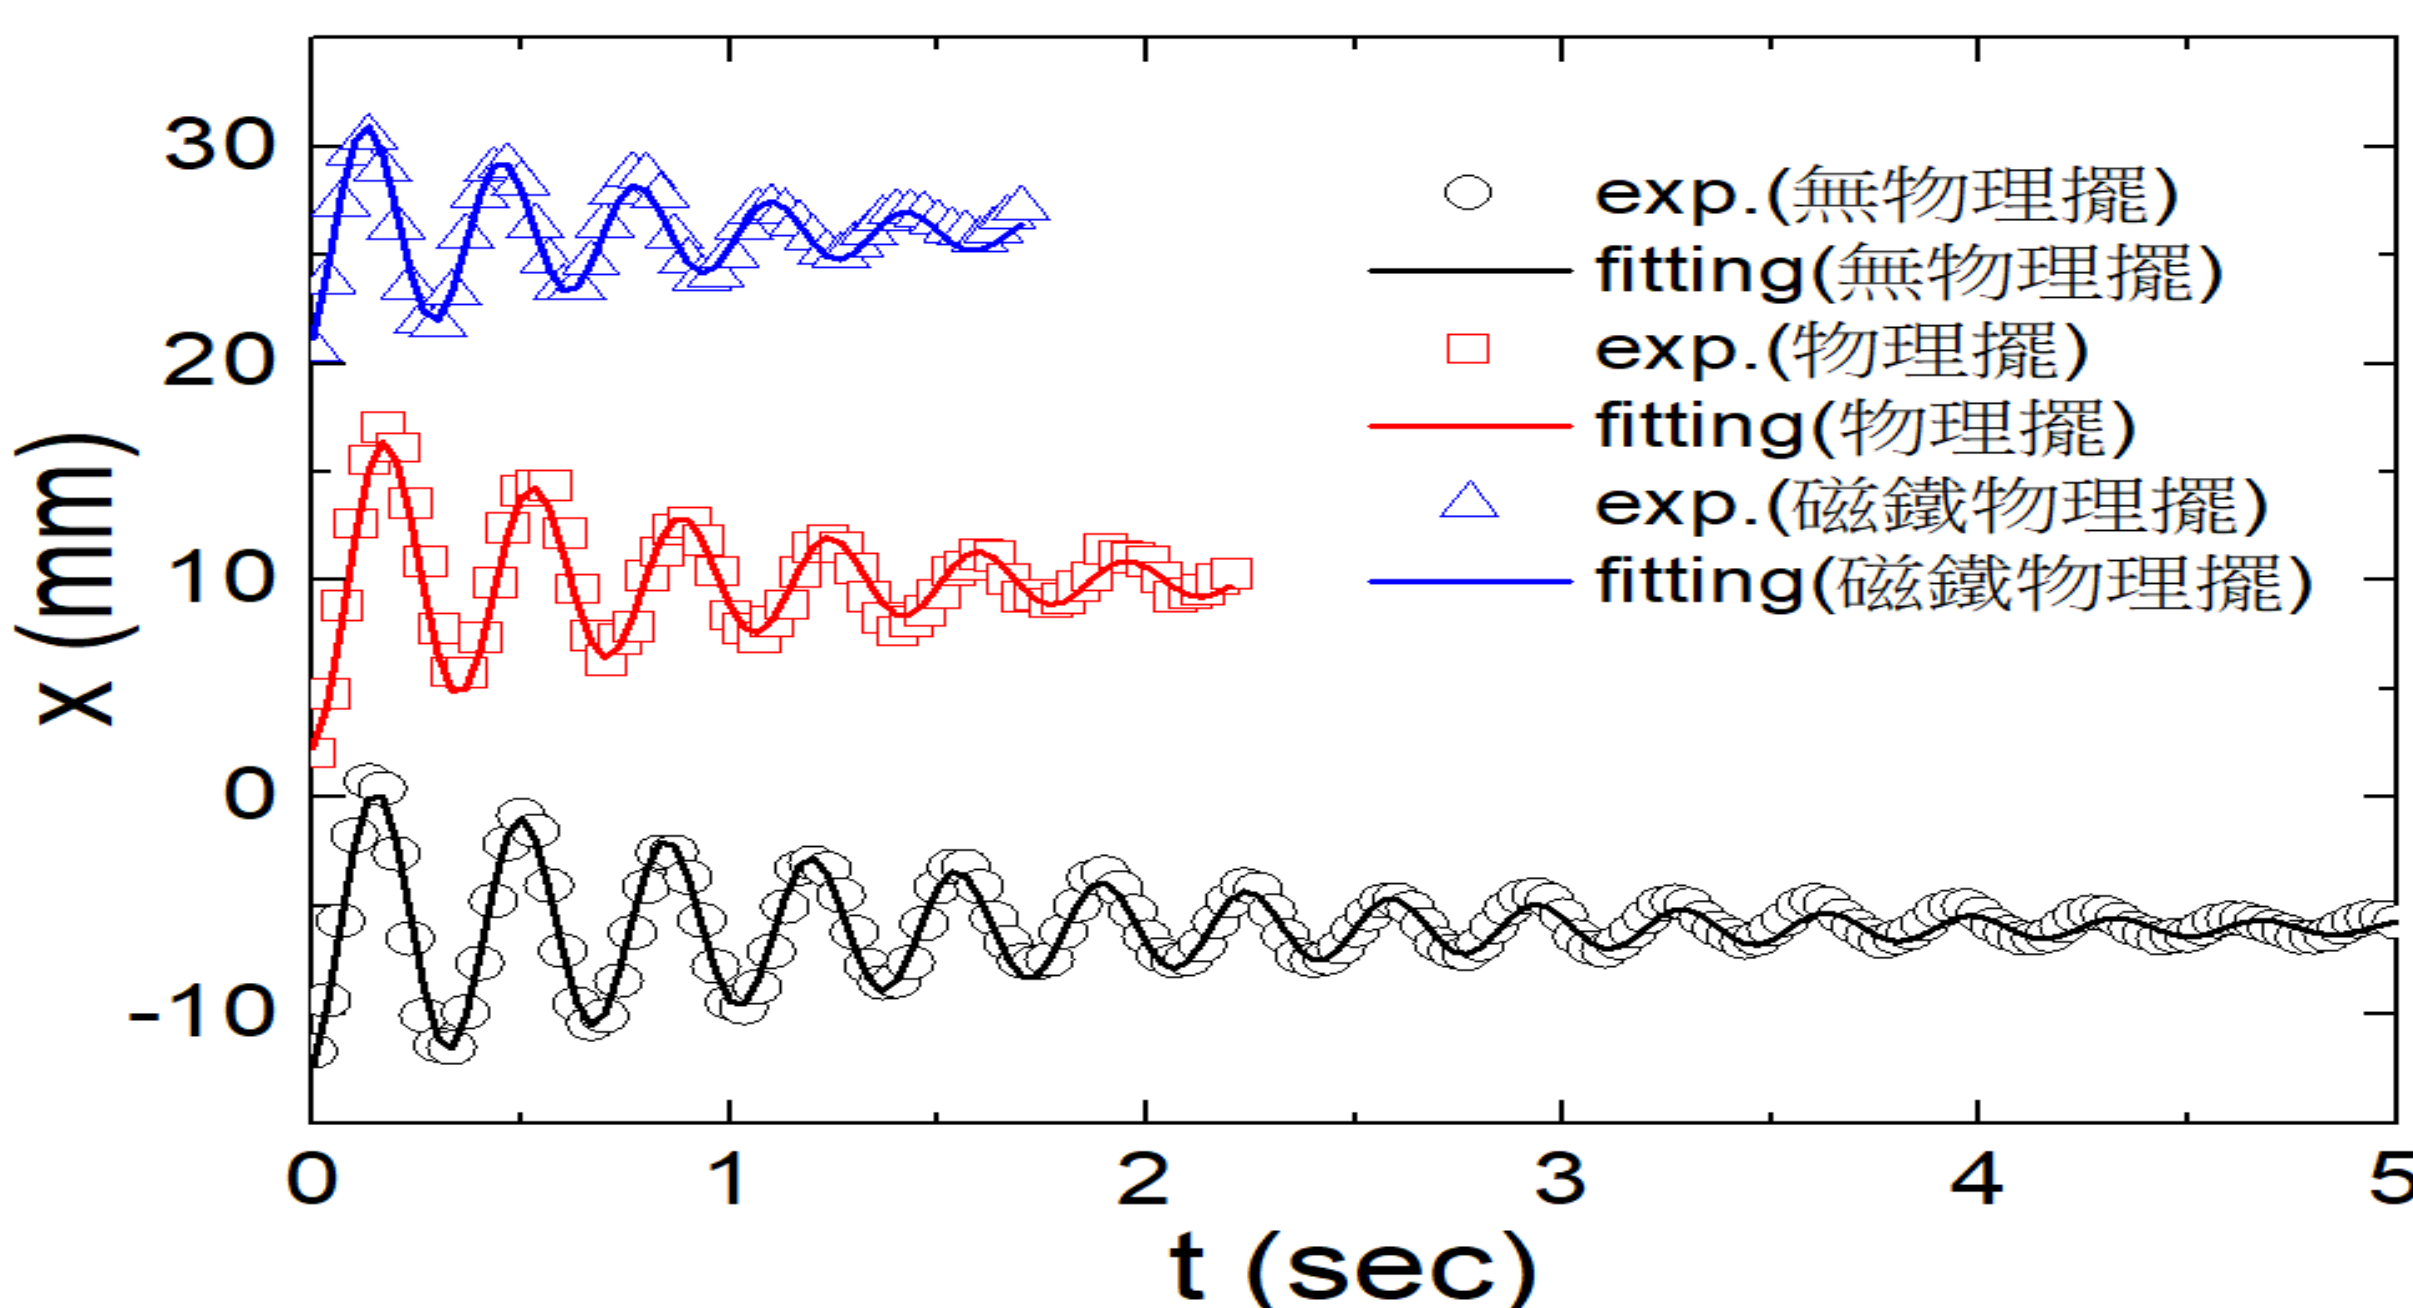 30
20
10
0
-10
x (mm)
exp.(無物理擺)
fitting(無物理擺)
exp.(物理擺)
fitting(物理擺)
exp.(磁鐵物理擺)
fitting(磁鐵物理擺)
0 1 2 3 4 5
t (sec)